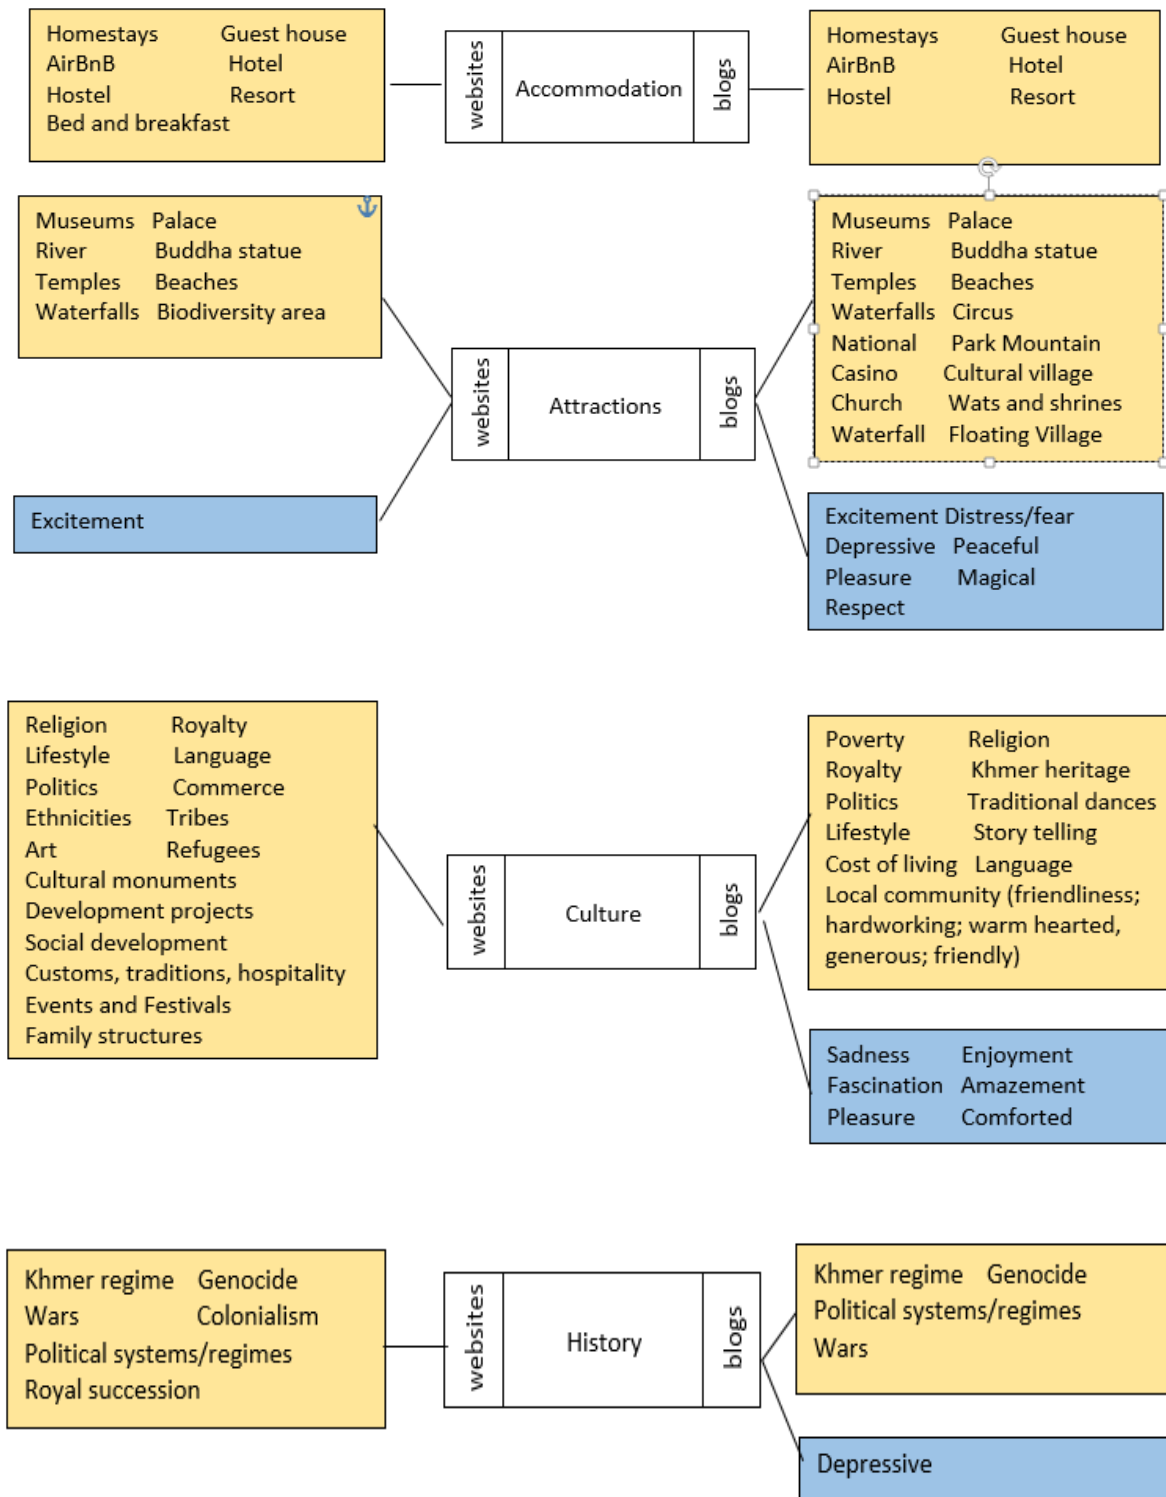 Homestays Guest house
AirBnB Hotel
Hostel Resort
Bed and breakfast
websites
Accommodation
blogs
Homestays Guest house
AirBnB Hotel
Hostel Resort
Museums Palace
River Buddha statue
Temples Beaches
Waterfalls Biodiversity area
Excitement
websites
Attractions
blogs
Museums Palace
River Buddha statue
Temples Beaches
Waterfalls Circus
National Park Mountain
Casino Cultural village
Church Wats and shrines
Waterfall Floating Village
Excitement Distress/fear
Depressive Peaceful
Pleasure Magical
Respect
Religion Royalty
Lifestyle Language
Politics Commerce
Ethnicities Tribes
Art Refugees
Cultural monuments
Development projects
Social development
Customs, traditions, hospitality
Events and Festivals
Family structures
websites
Culture
blogs
Poverty Religion
Royalty Khmer heritage
Politics Traditional dances
Lifestyle Story telling
Cost of living Language
Local community (friendliness;
hardworking; warm hearted,
generous; friendly)
Sadness Enjoyment
Fascination Amazement
Pleasure Comforted
Khmer regime Genocide
Wars Colonialism
Political systems/regimes
Royal succession
websites
History
blogs
Khmer regime Genocide
Political systems/regimes
Wars
Depressive